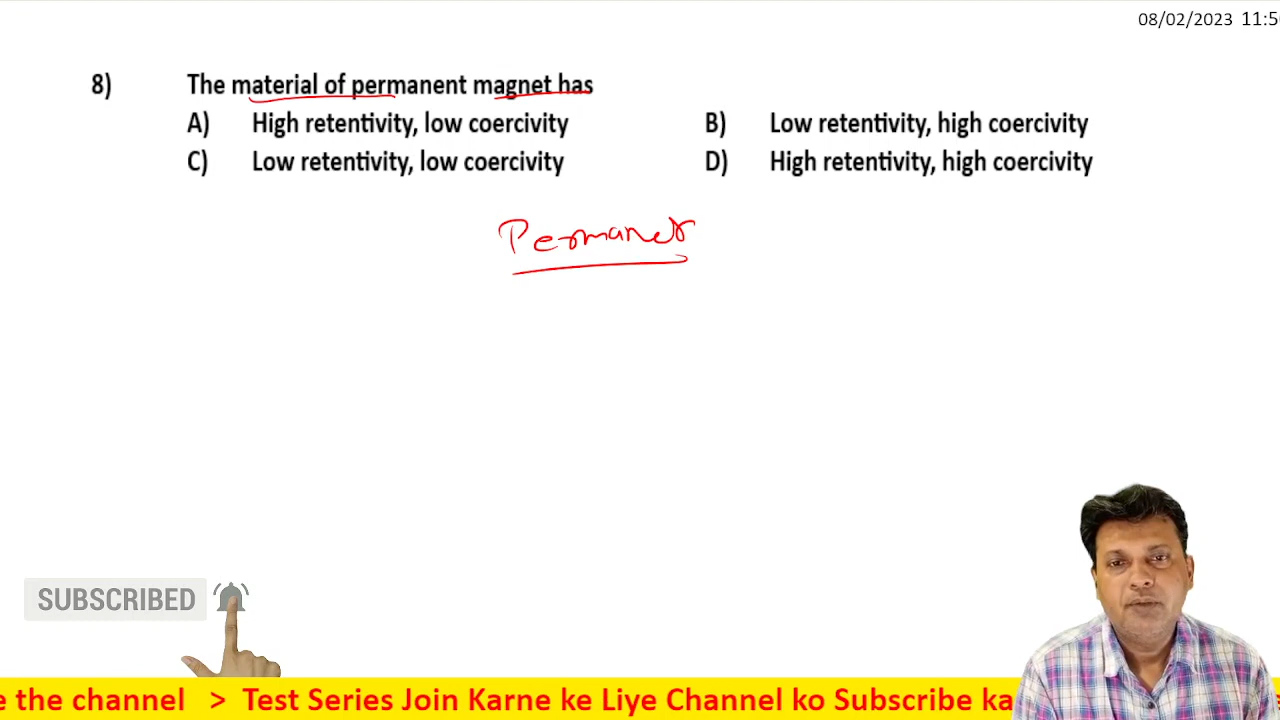 08/02/2023 11:5
8) The material of permanent magnet has
A) High retentivity, low coercivity B) Low retentivity, high coercivity
C) Low retentivity, low coercivity D) High retentivity, high coercivity
Permanet
SUBSCRIBED
e the channel > Test Series Join Karne ke Liye Channel ko Subscribe ka